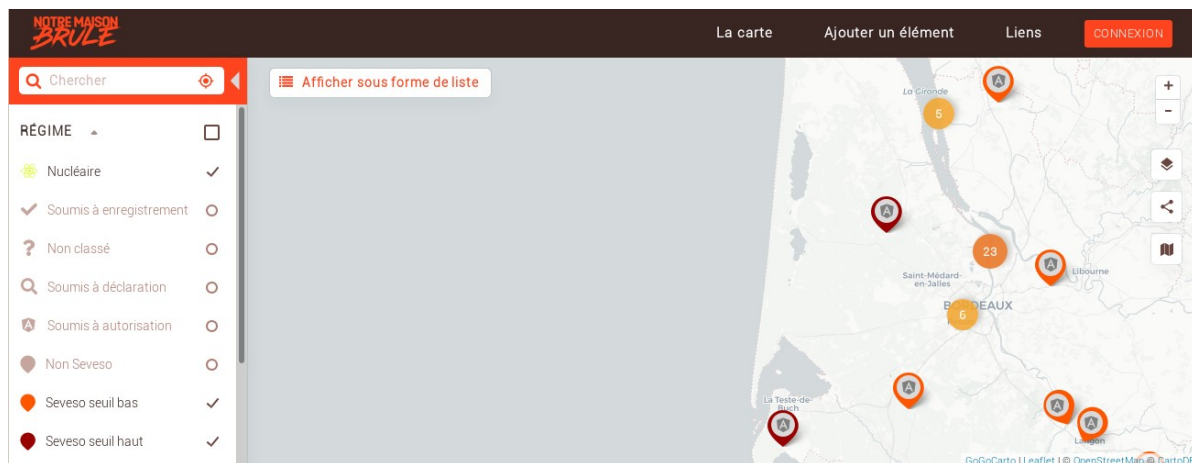 NOTRE MAISON
BRULE
La carte
Ajouter un élément
Liens
CONNEXION
Chercher
Afficher sous forme de liste
RÉGIME
Nucléaire
Soumis à enregistrement
? Non classé
Soumis à déclaration
A Soumis à autorisation
Non Seveso
Seveso seuil bas
Seveso seuil haut
La Gironde
A
5
A
23
A
Libourne
Saint-Médard-
en-Jalles
BORDEAUX
6
A
La Teste-de-
Buch
A
A
A
Langon
+
-
GoGoCarto | Leaflet | © OpenStreetMap © CartoDB